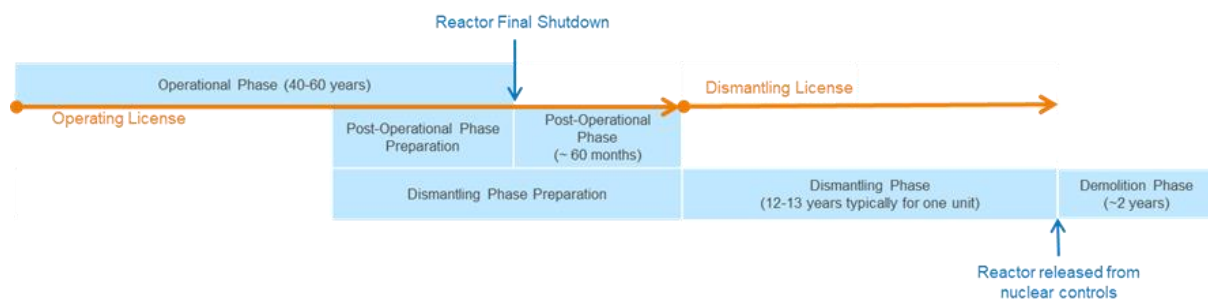 Reactor Final Shutdown
Operational Phase (40-60 years)
Dismantling License
Operating License
Post-Operational Phase
Preparation
Post-Operational
Phase
(~ 60 months)
Dismantling Phase Preparation
Dismantling Phase
(12-13 years typically for one unit)
Demolition Phase
(~2 years)
Reactor released from
nuclear controls